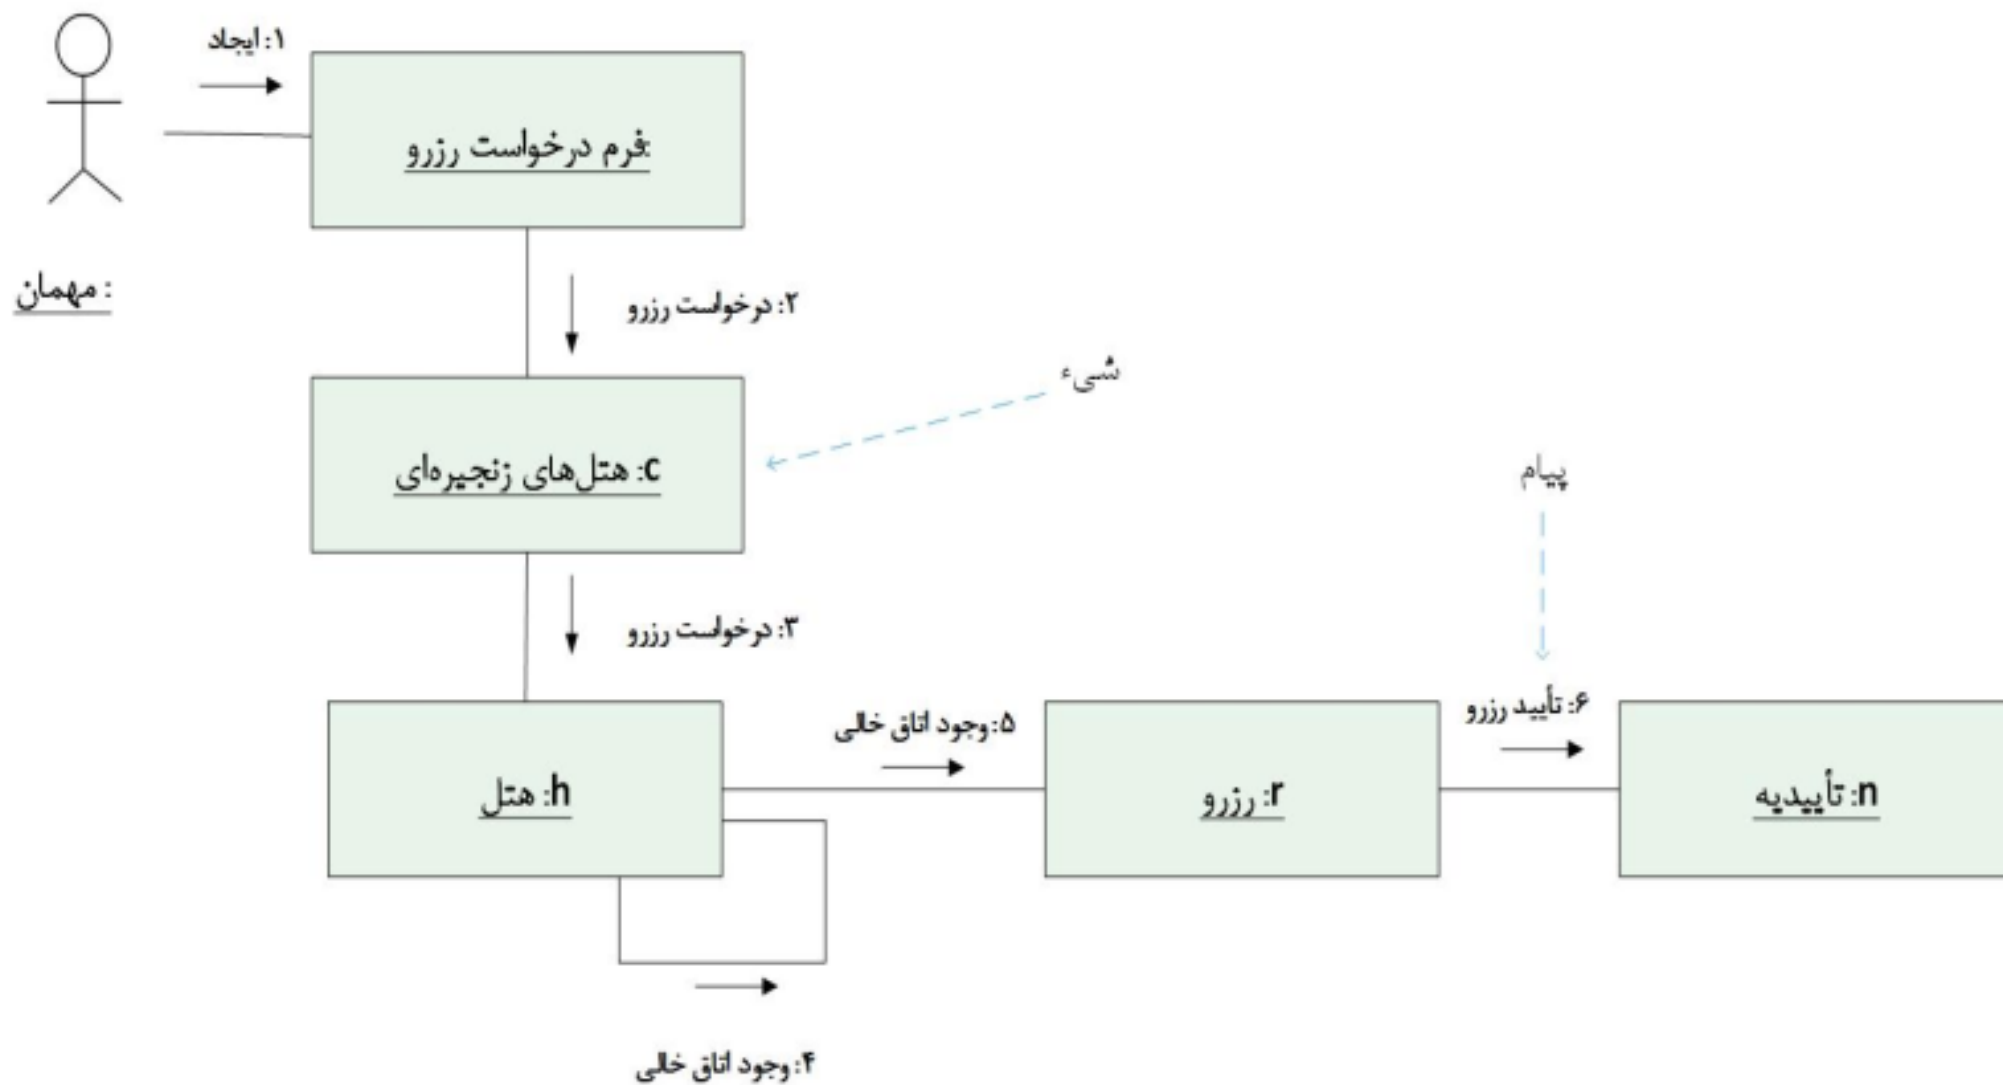 ۱: ایجاد
:فرم درخواست رزرو
: مهمان
۲: درخواست رزرو
شیء
c: هتل‌های زنجیره‌ای
پیام
۳: درخواست رزرو
۶: تأیید رزرو
۵:وجود اتاق خالی
h: هتل
r: رزرو
n: تأییدیه
۴: وجود اتاق خالی